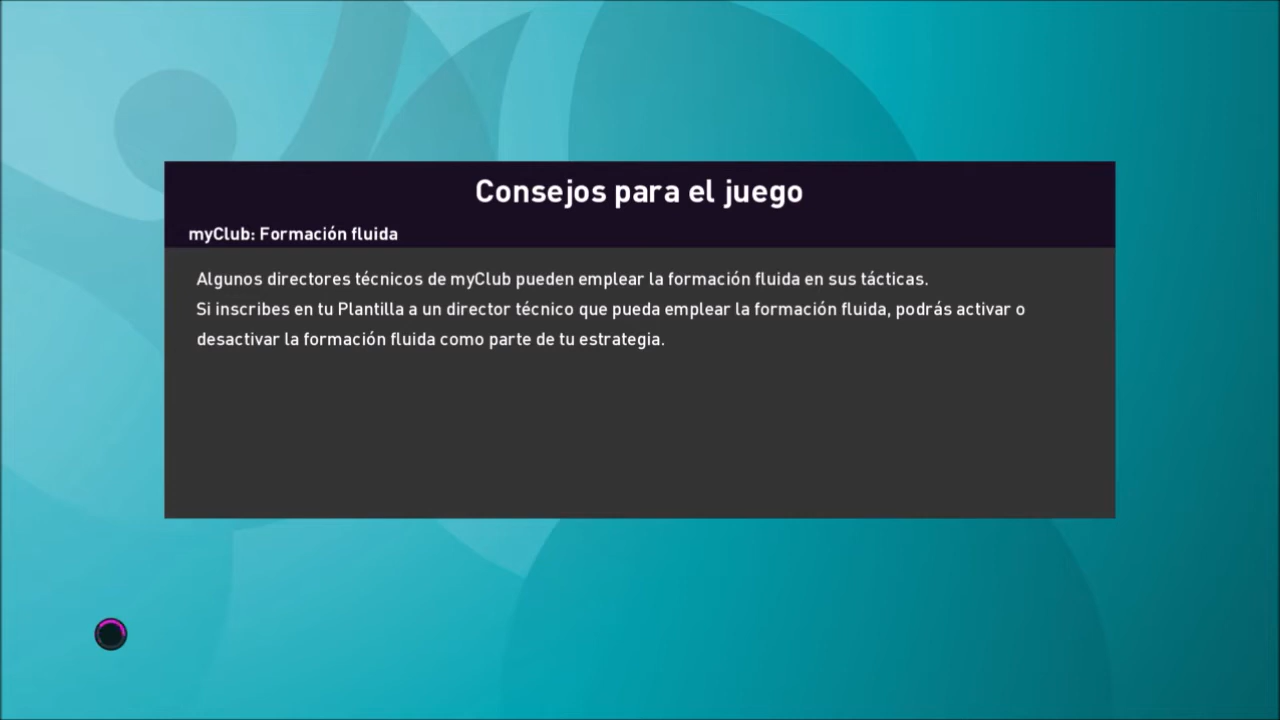 Consejos para el juego
myClub: Formación fluida
Algunos directores técnicos de myClub pueden emplear la formación fluida en sus tácticas.
Si inscribes en tu Plantilla a un director técnico que pueda emplear la formación fluida, podrás activar o
desactivar la formación fluida como parte de tu estrategia.